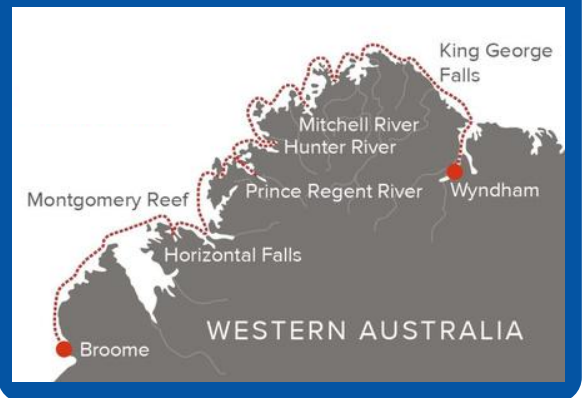 King George
Falls
Mitchell River
Hunter River
Prince Regent River
Wyndham
Montgomery Reef
Horizontal Falls
WESTERN AUSTRALIA
Broome